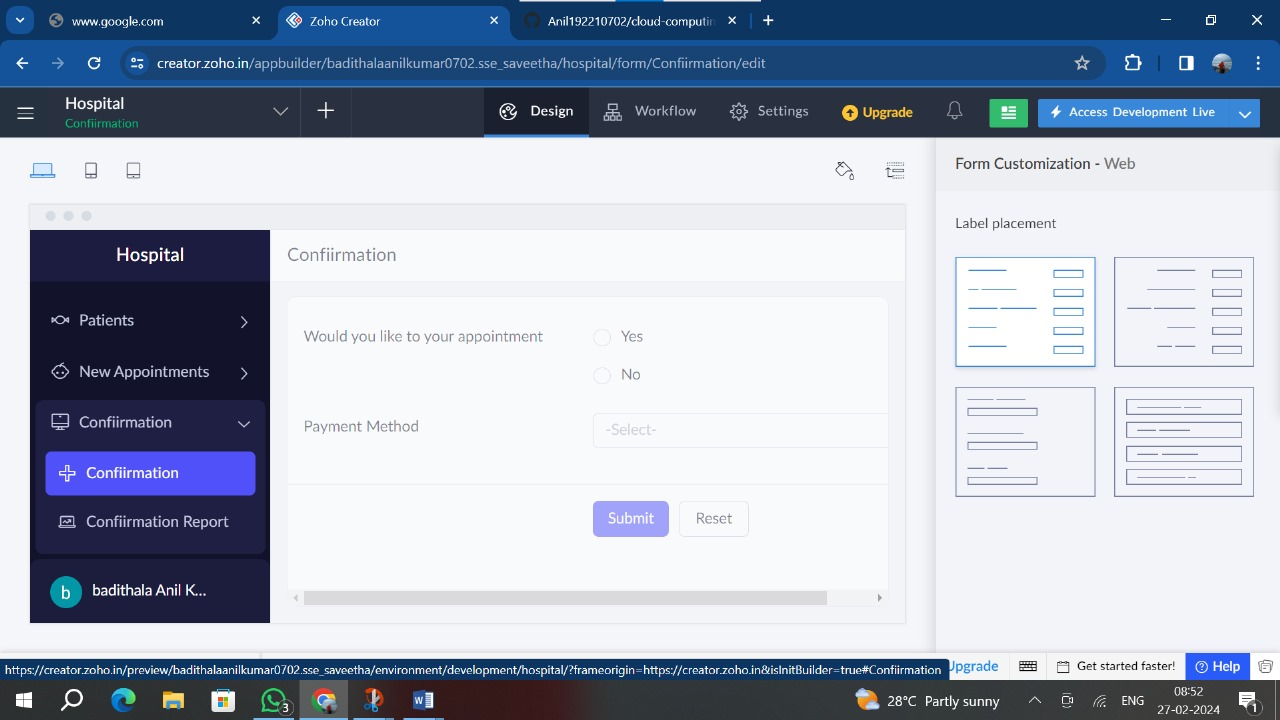 www.google.com
Zoho Creator
Anil192210702/cloud-computin
creator.zoho.in/appbuilder/badithalaanilkumar0702.sse_saveetha/hospital/form/Confiirmation/edit
Hospital
Confiirmation
Design
Workflow
Settings
Upgrade
Access Development Live
Form Customization - Web
Label placement
Hospital
Patients
New Appointments
Confiirmation
Confiirmation
Confiirmation Report
badithala Anil K...
Confiirmation
Would you like to your appointment
Yes
No
Payment Method
-Select-
Submit
Reset
https://creator.zoho.in/preview/badithalaanilkumar0702.sse_saveetha/environment/development/hospital/?frameorigin=https://creator.zoho.in&isInitBuilder=true#Confiirmation
Upgrade
Get started faster!
Help
3
28°C Partly sunny
ENG
08:52
27-02-2024
1